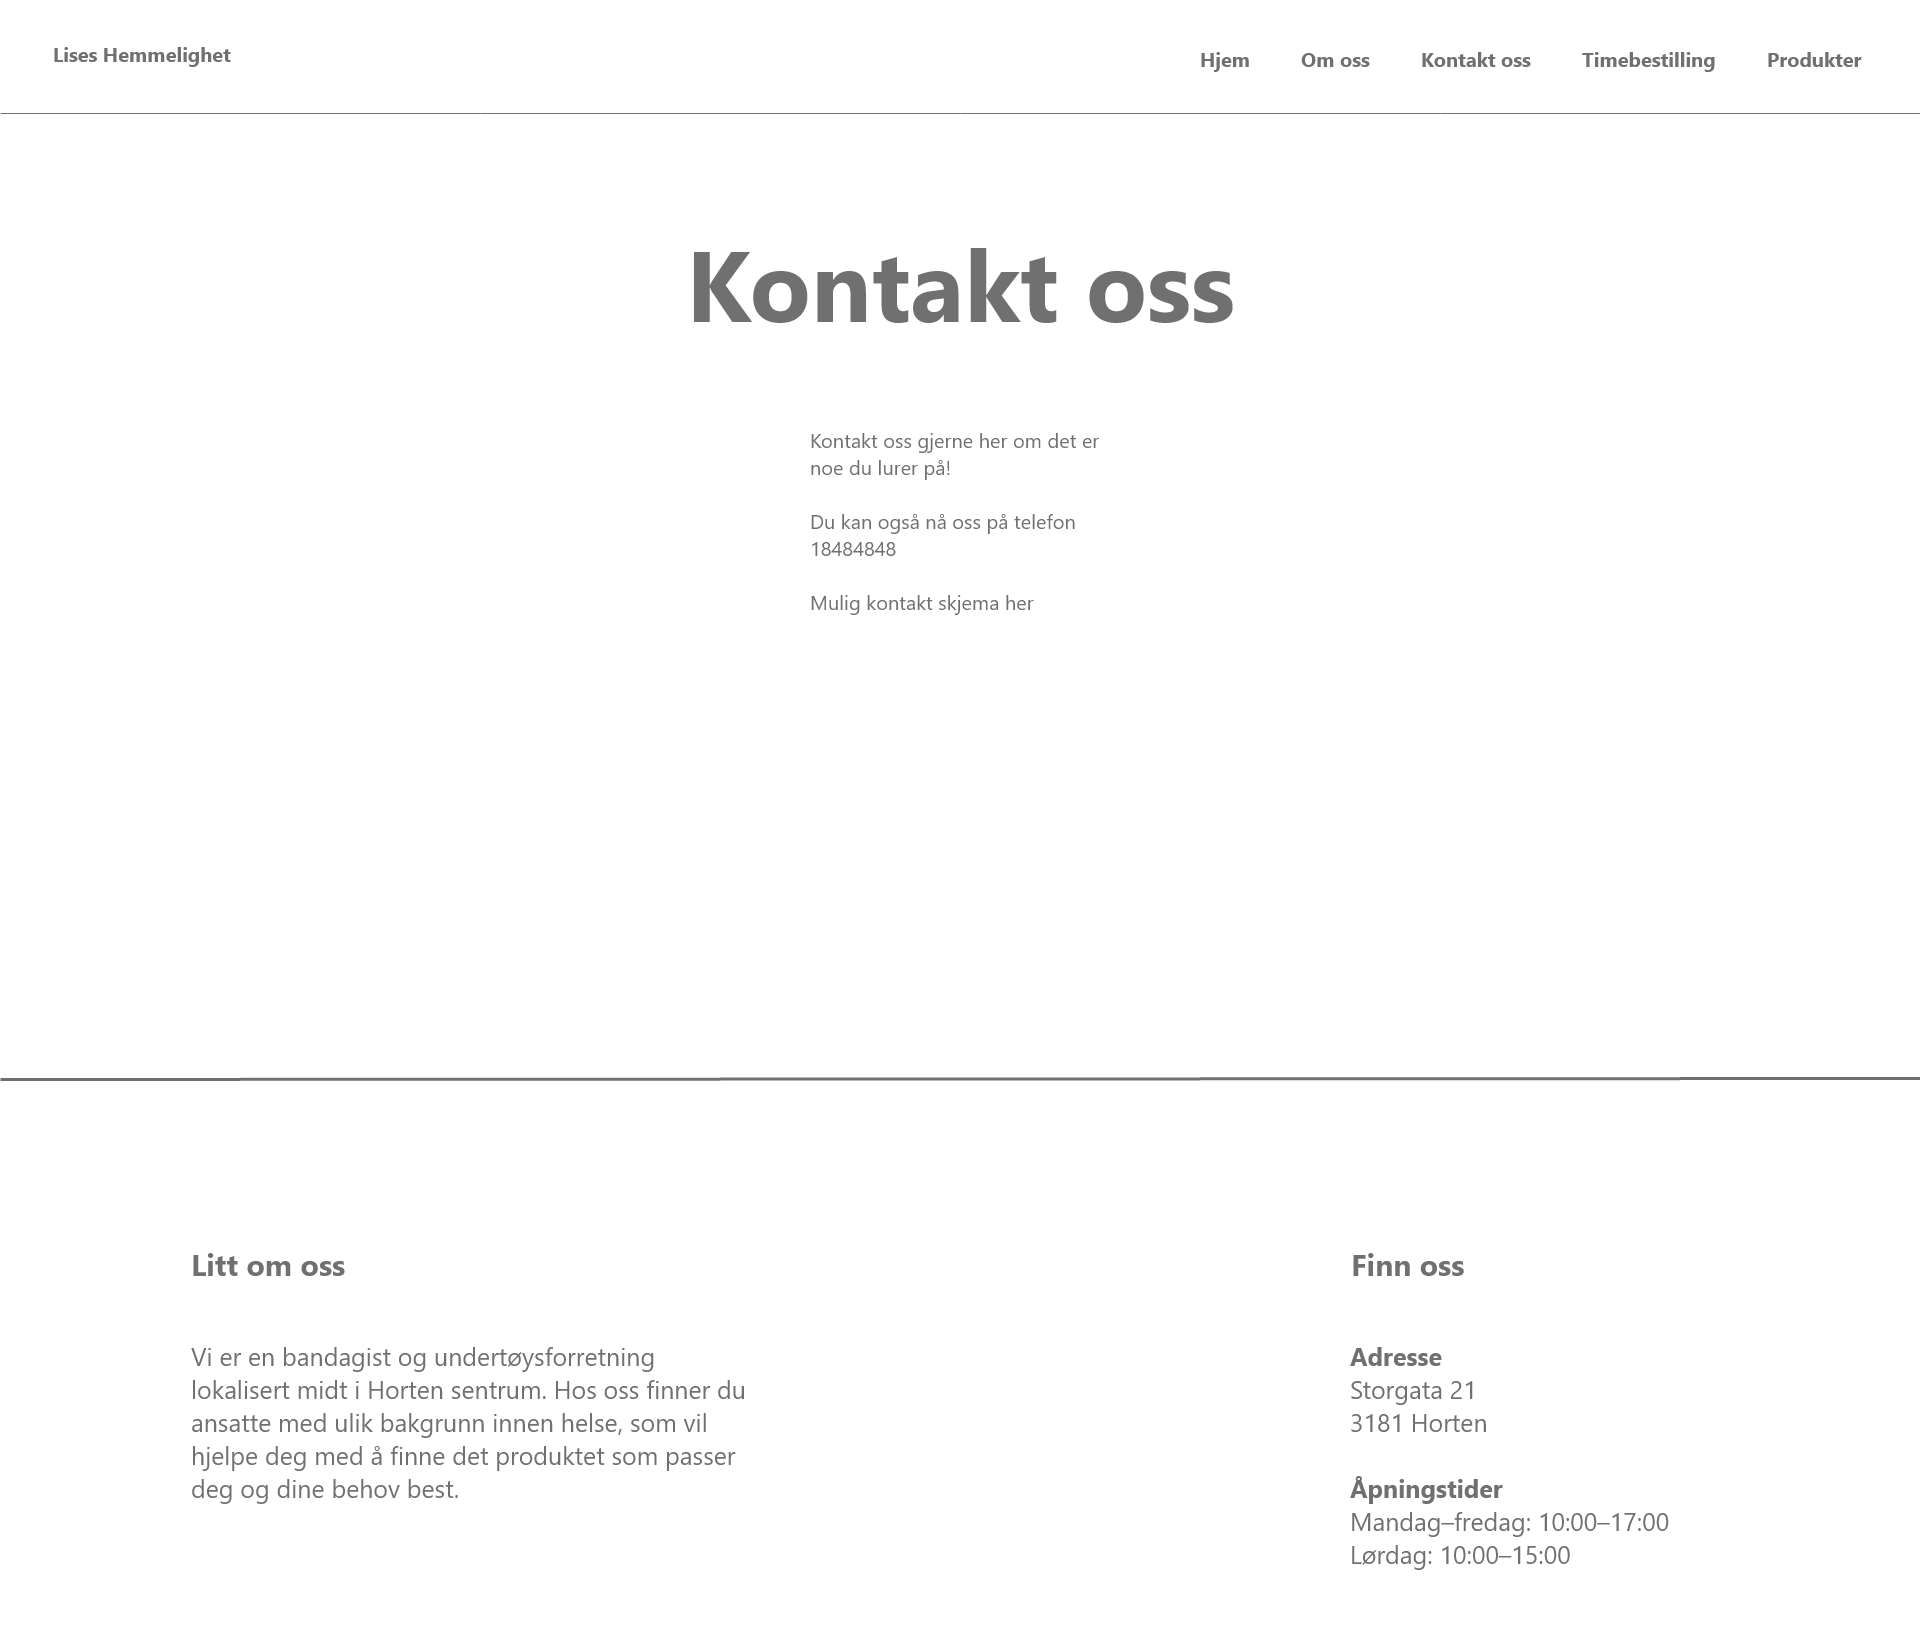 Lises Hemmelighet
Hjem Om oss Kontakt oss Timebestilling Produkter
Kontakt oss
Kontakt oss gjerne her om det er
noe du lurer på!
Du kan også nå oss på telefon
18484848
Mulig kontakt skjema her
Litt om oss
Vi er en bandagist og undertøysforretning
lokalisert midt i Horten sentrum. Hos oss finner du
ansatte med ulik bakgrunn innen helse, som vil
hjelpe deg med å finne det produktet som passer
deg og dine behov best.
Finn oss
Adresse
Storgata 21
3181 Horten
Åpningstider
Mandag–fredag: 10:00–17:00
Lørdag: 10:00–15:00